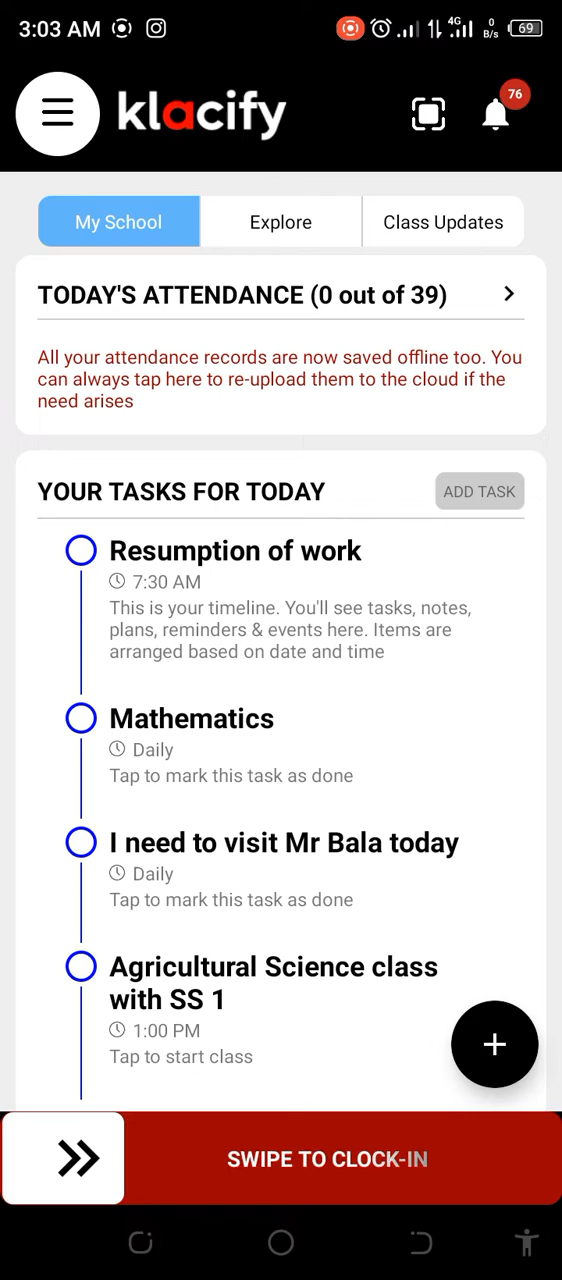 3:03 AM 4G 0 B/s 69
klacify 76
My School Explore Class Updates
TODAY'S ATTENDANCE (0 out of 39)
All your attendance records are now saved offline too. You
can always tap here to re-upload them to the cloud if the
need arises
YOUR TASKS FOR TODAY ADD TASK
Resumption of work
7:30 AM
This is your timeline. You'll see tasks, notes,
plans, reminders & events here. Items are
arranged based on date and time
Mathematics
Daily
Tap to mark this task as done
I need to visit Mr Bala today
Daily
Tap to mark this task as done
Agricultural Science class
with SS 1
1:00 PM
Tap to start class
SWIPE TO CLOCK-IN